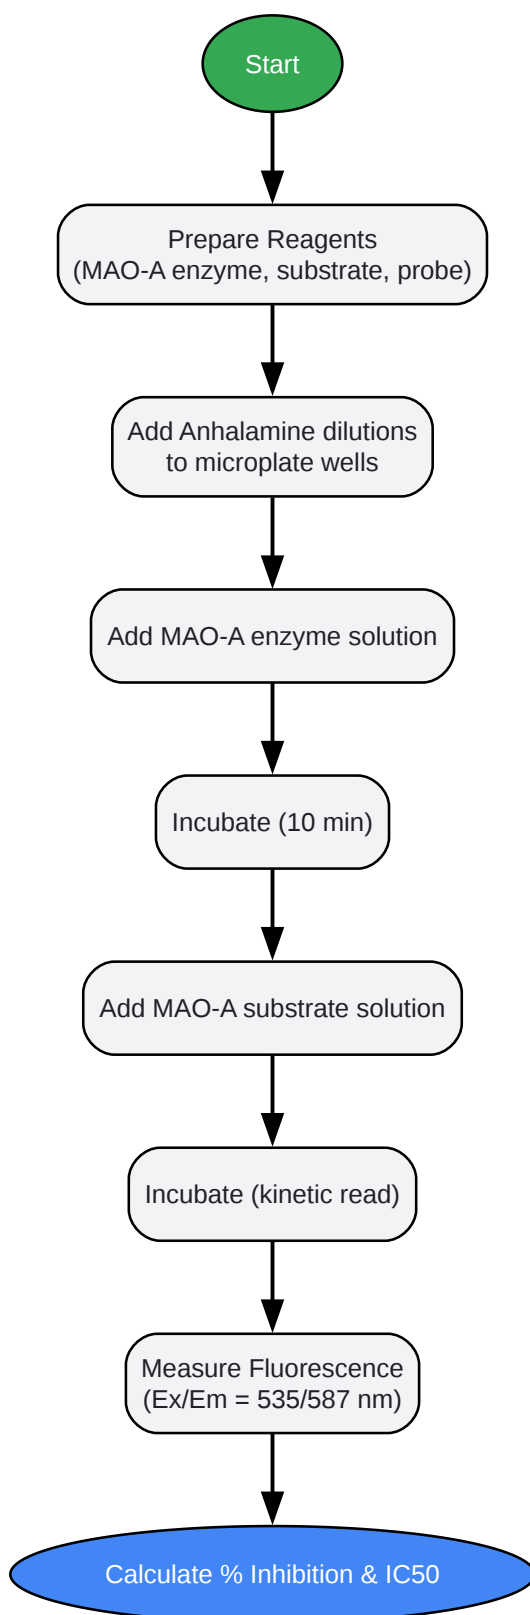 Start
Prepare Reagents
(MAO-A enzyme, substrate, probe)
Add Anhalamine dilutions
to microplate wells
Add MAO-A enzyme solution
Incubate (10 min)
Add MAO-A substrate solution
Incubate (kinetic read)
Measure Fluorescence
(Ex/Em = 535/587 nm)
Calculate % Inhibition & IC50